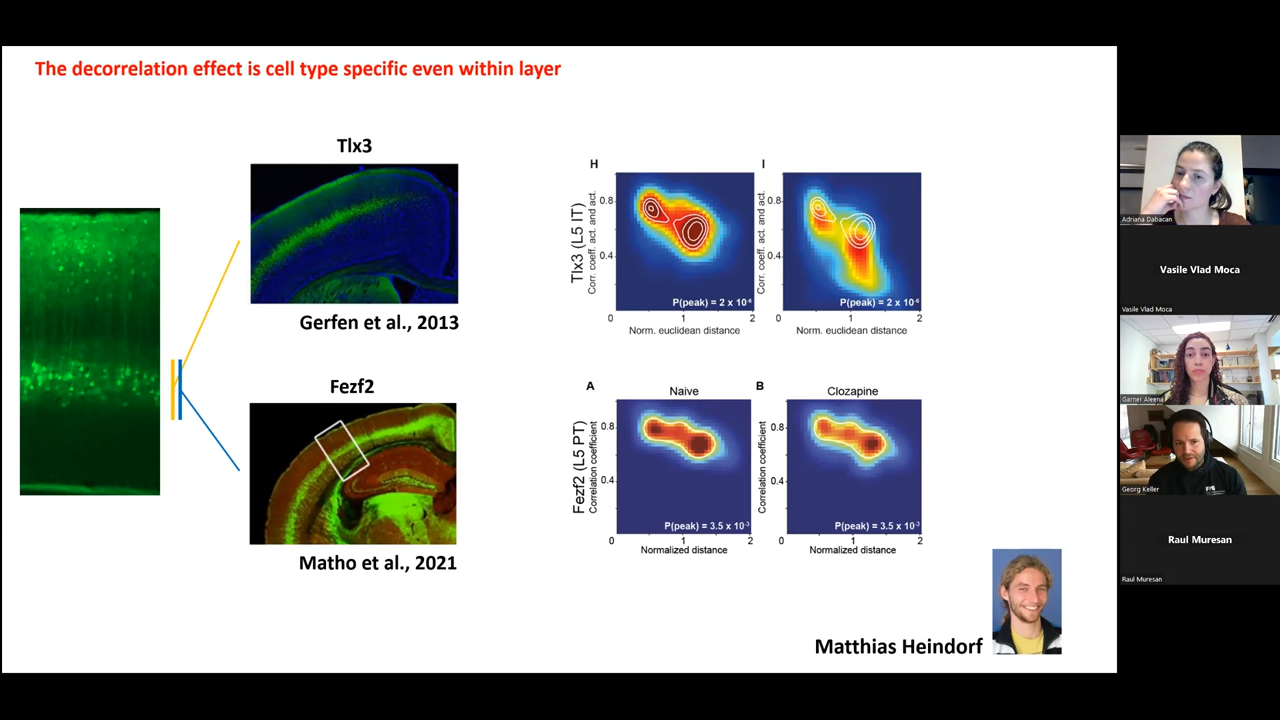 The decorrelation effect is cell type specific even within layer
Tlx3
Gerfen et al., 2013
Fezf2
Matho et al., 2021
H
I
Tlx3 (L5 IT)
Corr. coeff. act. and act.
0.8
0.4
P(peak) = 2 x 10-6
0
1
2
Norm. euclidean distance
Corr. coeff. act. and act.
0.8
0.4
P(peak) = 2 x 10-6
0
1
2
Norm. euclidean distance
A
Naive
B
Clozapine
Fezf2 (L5 PT)
Correlation coefficient
0.8
0.4
P(peak) = 3.5 x 10-3
0
1
2
Normalized distance
Correlation coefficient
0.8
0.4
P(peak) = 3.5 x 10-3
0
1
2
Normalized distance
Matthias Heindorf
Adriana Dabacan
Vasile Vlad Moca
Vasile Vlad Moca
Garner Aleena
Georg Keller
Raul Muresan
Raul Muresan